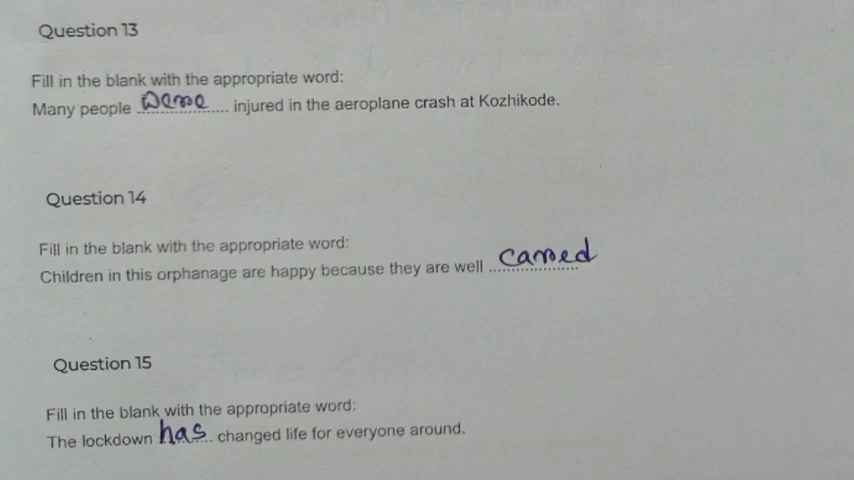 Question 13
Fill in the blank with the appropriate word:
Many people were injured in the aeroplane crash at Kozhikode.
Question 14
Fill in the blank with the appropriate word:
Children in this orphanage are happy because they are well cared
Question 15
Fill in the blank with the appropriate word:
The lockdown has changed life for everyone around.